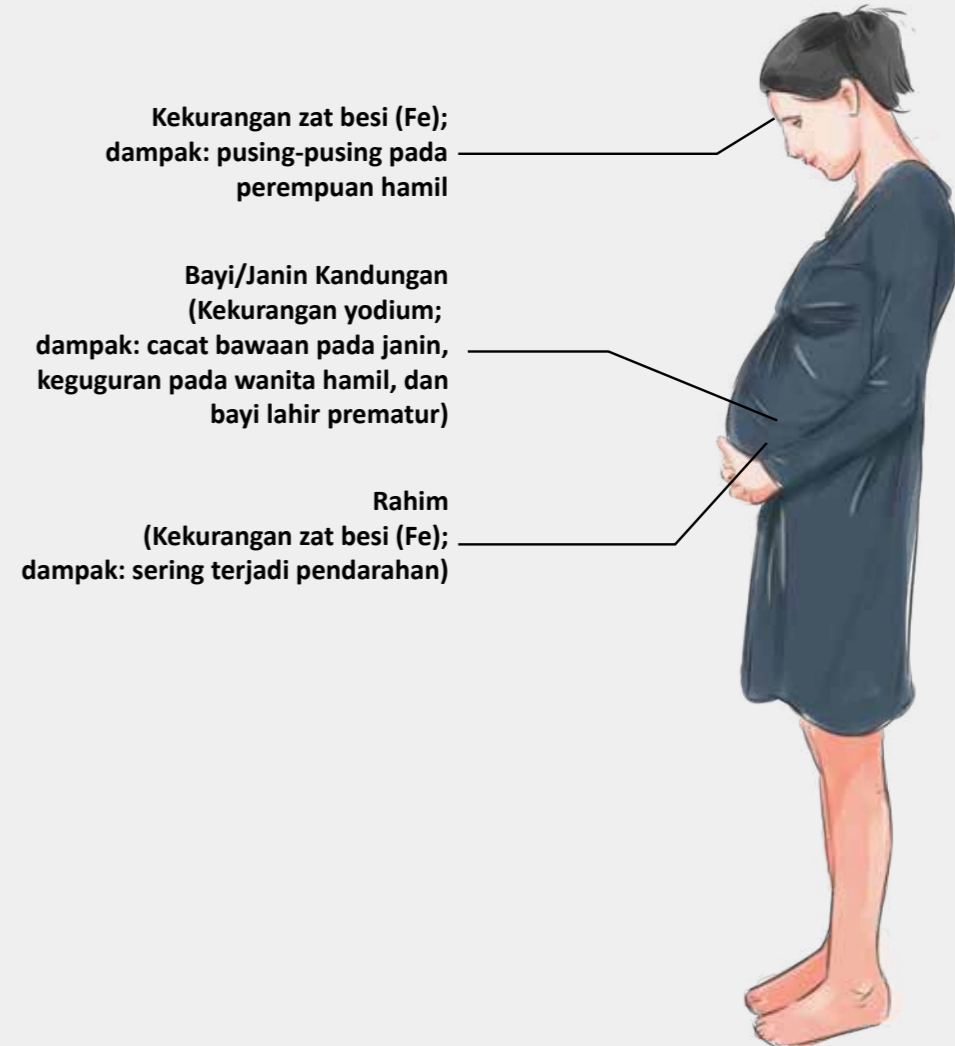 Kekurangan zat besi (Fe);
dampak: pusing-pusing pada
perempuan hamil
Bayi/Janin Kandungan
(Kekurangan yodium;
dampak: cacat bawaan pada janin,
keguguran pada wanita hamil, dan
bayi lahir prematur)
Rahim
(Kekurangan zat besi (Fe);
dampak: sering terjadi pendarahan)